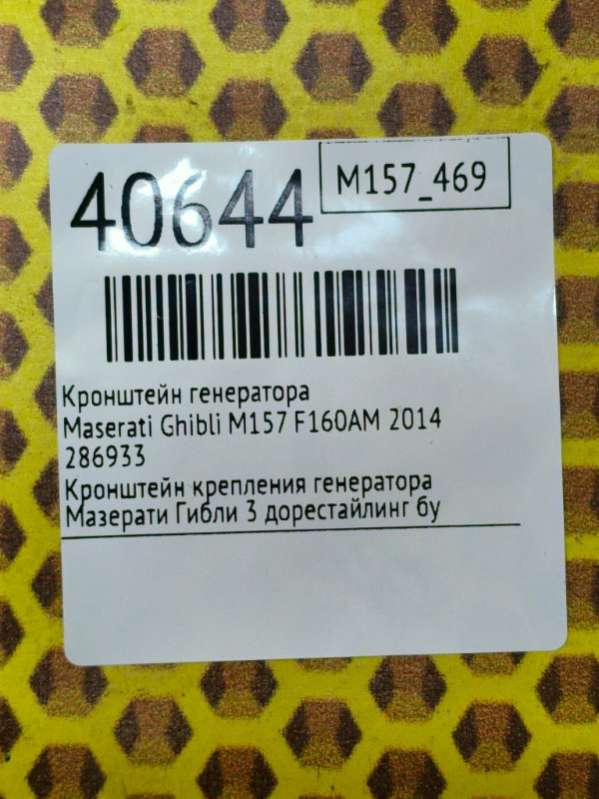 40644
M157_469
Кронштейн генератора
Maserati Ghibli M157 F160AM 2014
286933
Кронштейн крепления генератора
Мазерати Гибли 3 дорестайлинг бу